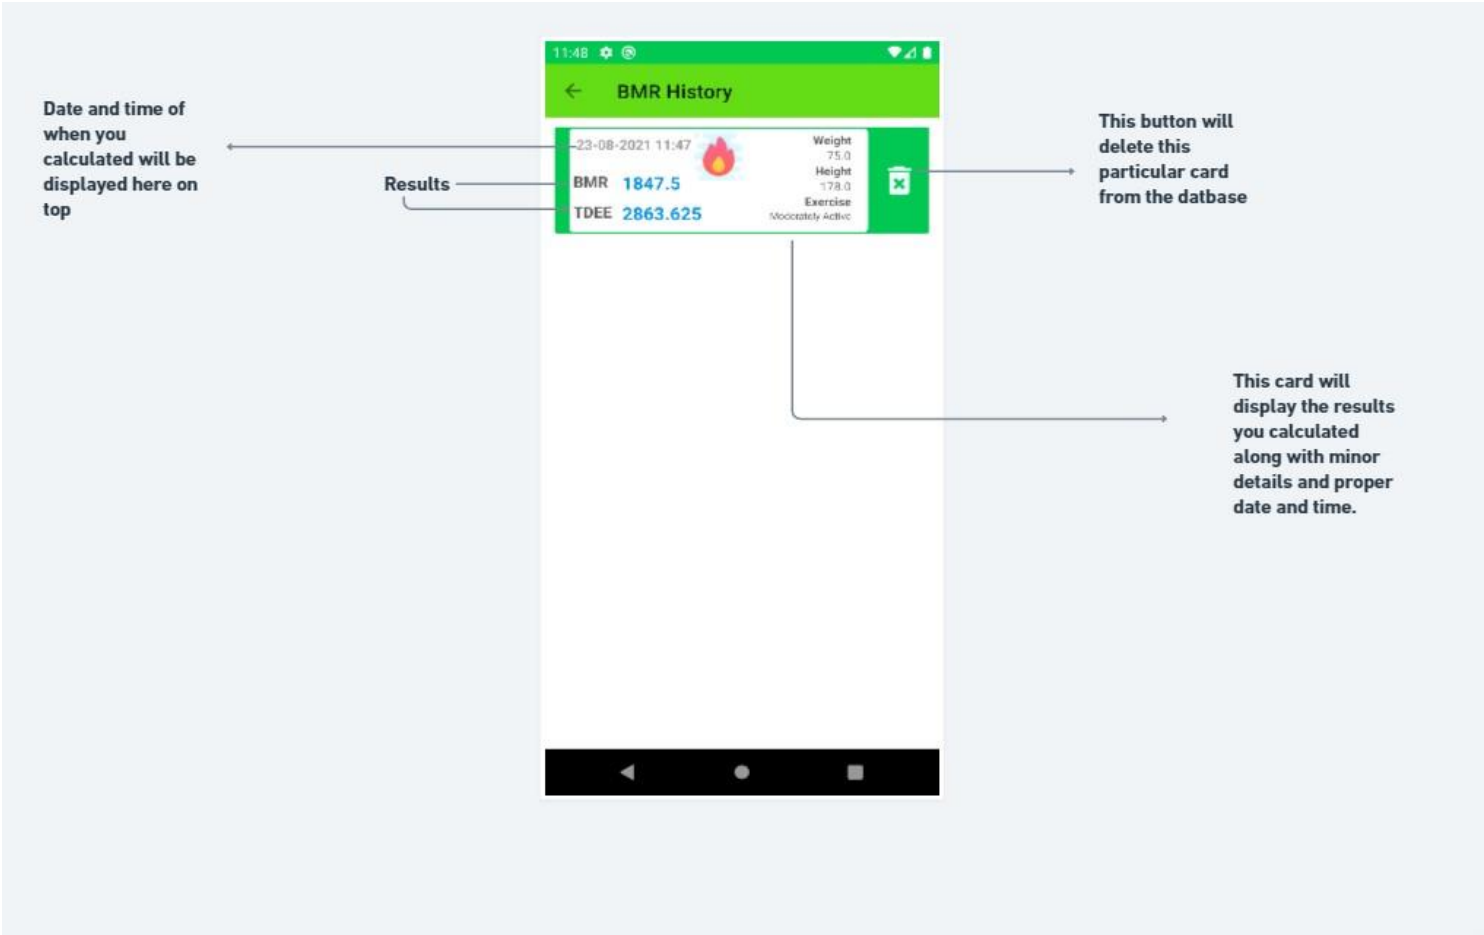 11:48
BMR History
Date and time of
when you
calculated will be
displayed here on
top
Results
23-08-2021 11:47
BMR 1847.5
TDEE 2863.625
Weight
75.0
Height
178.0
Exercise
Moderately Active
This button will
delete this
particular card
from the datbase
This card will
display the results
you calculated
along with minor
details and proper
date and time.